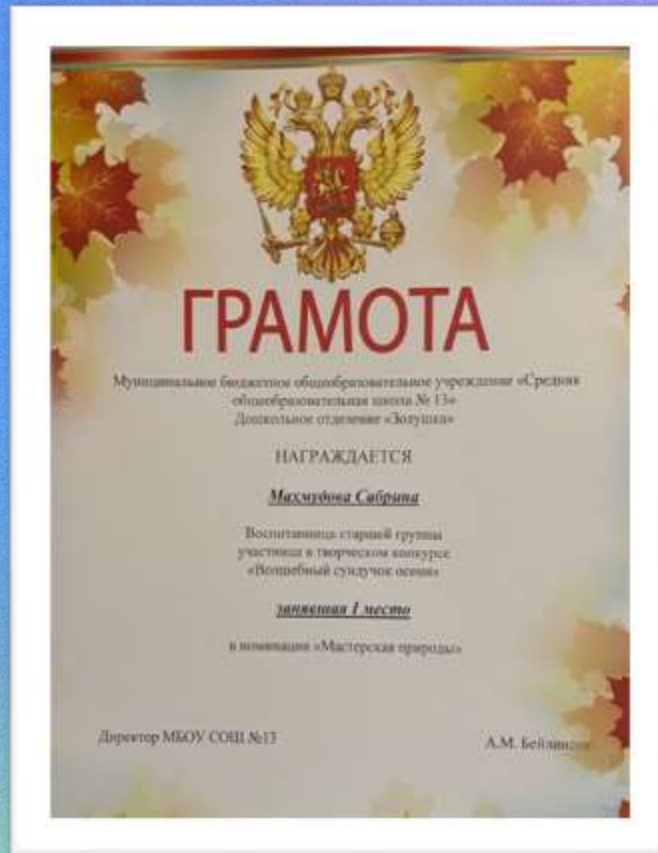 ГРАМОТА
Муниципальное бюджетное общеобразовательное учреждение «Средняя
общеобразовательная школа № 13»
Дошкольное отделение «Золушка»
НАГРАЖДАЕТСЯ
Махмудова Сабрина
Воспитанница старшей группы
участница в творческом конкурсе
«Волшебный сундучок осени»
занявшая I место
в номинации «Мастерская природы»
Директор МБОУ СОШ №13
А.М.